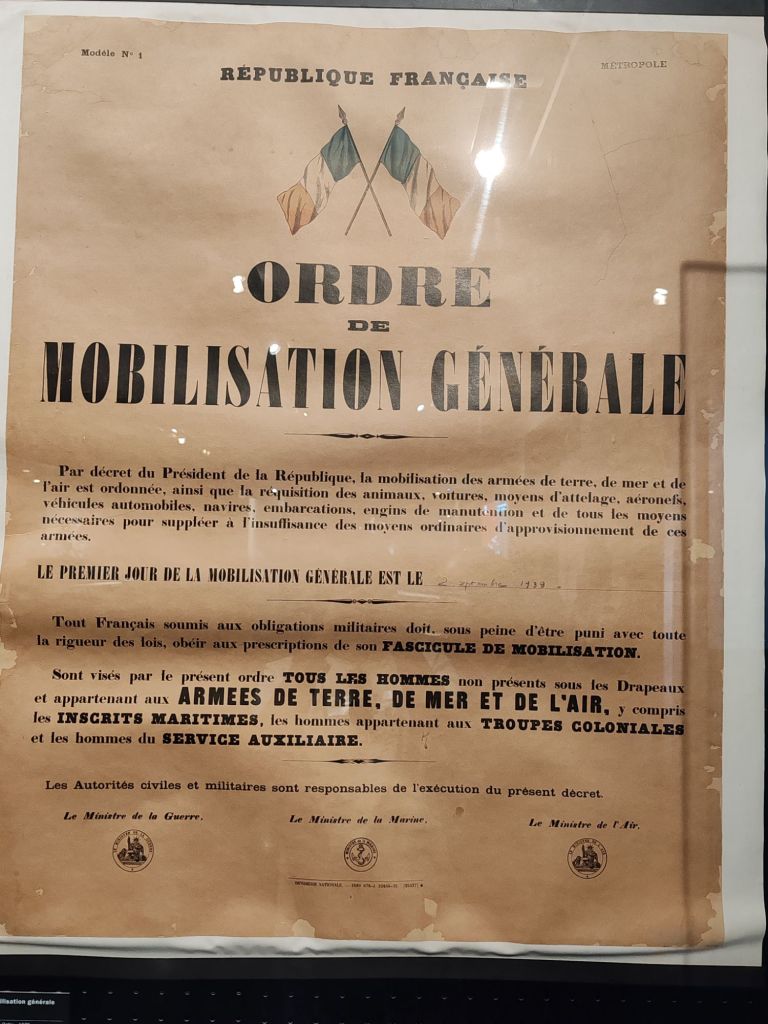 Modèle N° 1
RÉPUBLIQUE FRANÇAISE
MÉTROPOLE
ORDRE
DE
MOBILISATION GÉNÉRALE
Par décret du Président de la République, la mobilisation des armées de terre, de mer et de
l'air est ordonnée, ainsi que la réquisition des animaux, voitures, moyens d'attelage, aéronefs,
véhicules automobiles, navires, embarcations, engins de manutention et de tous les moyens
nécessaires pour suppléer à l'insuffisance des moyens ordinaires d'approvisionnement de ces
armées.
LE PREMIER JOUR DE LA MOBILISATION GÉNÉRALE EST LE 2 septembre 1939
Tout Français soumis aux obligations militaires doit, sous peine d'être puni avec toute
la rigueur des lois, obéir aux prescriptions de son FASCICULE DE MOBILISATION.
Sont visés par le présent ordre TOUS LES HOMMES non présents sous les Drapeaux
et appartenant aux ARMEES DE TERRE, DE MER ET DE L'AIR, y compris
les INSCRITS MARITIMES, les hommes appartenant aux TROUPES COLONIALES
et les hommes du SERVICE AUXILIAIRE.
Les Autorités civiles et militaires sont responsables de l'exécution du présent décret.
Le Ministre de la Guerre,
Le Ministre de la Marine,
Le Ministre de l'Air,
LE MINISTRE DE LA GUERRE
IMPRIMERIE NATIONALE
ilisation générale